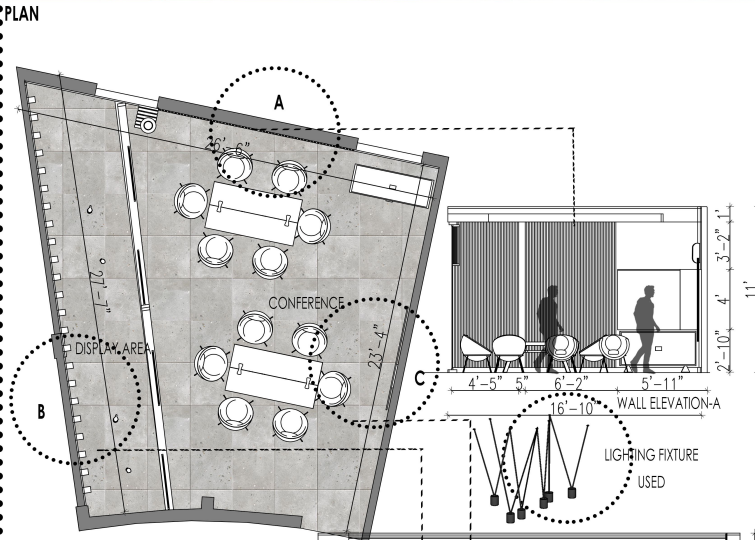 PLAN
A
26'-6"
27'-7"
CONFERENCE
DISPLAY AREA
23'-4"
B
C
1'
3'-2"
4'
2'-10"
11'
4'-5"
5"
6'-2"
5'-11"
16'-10"
WALL ELEVATION-A
LIGHTING FIXTURE
USED